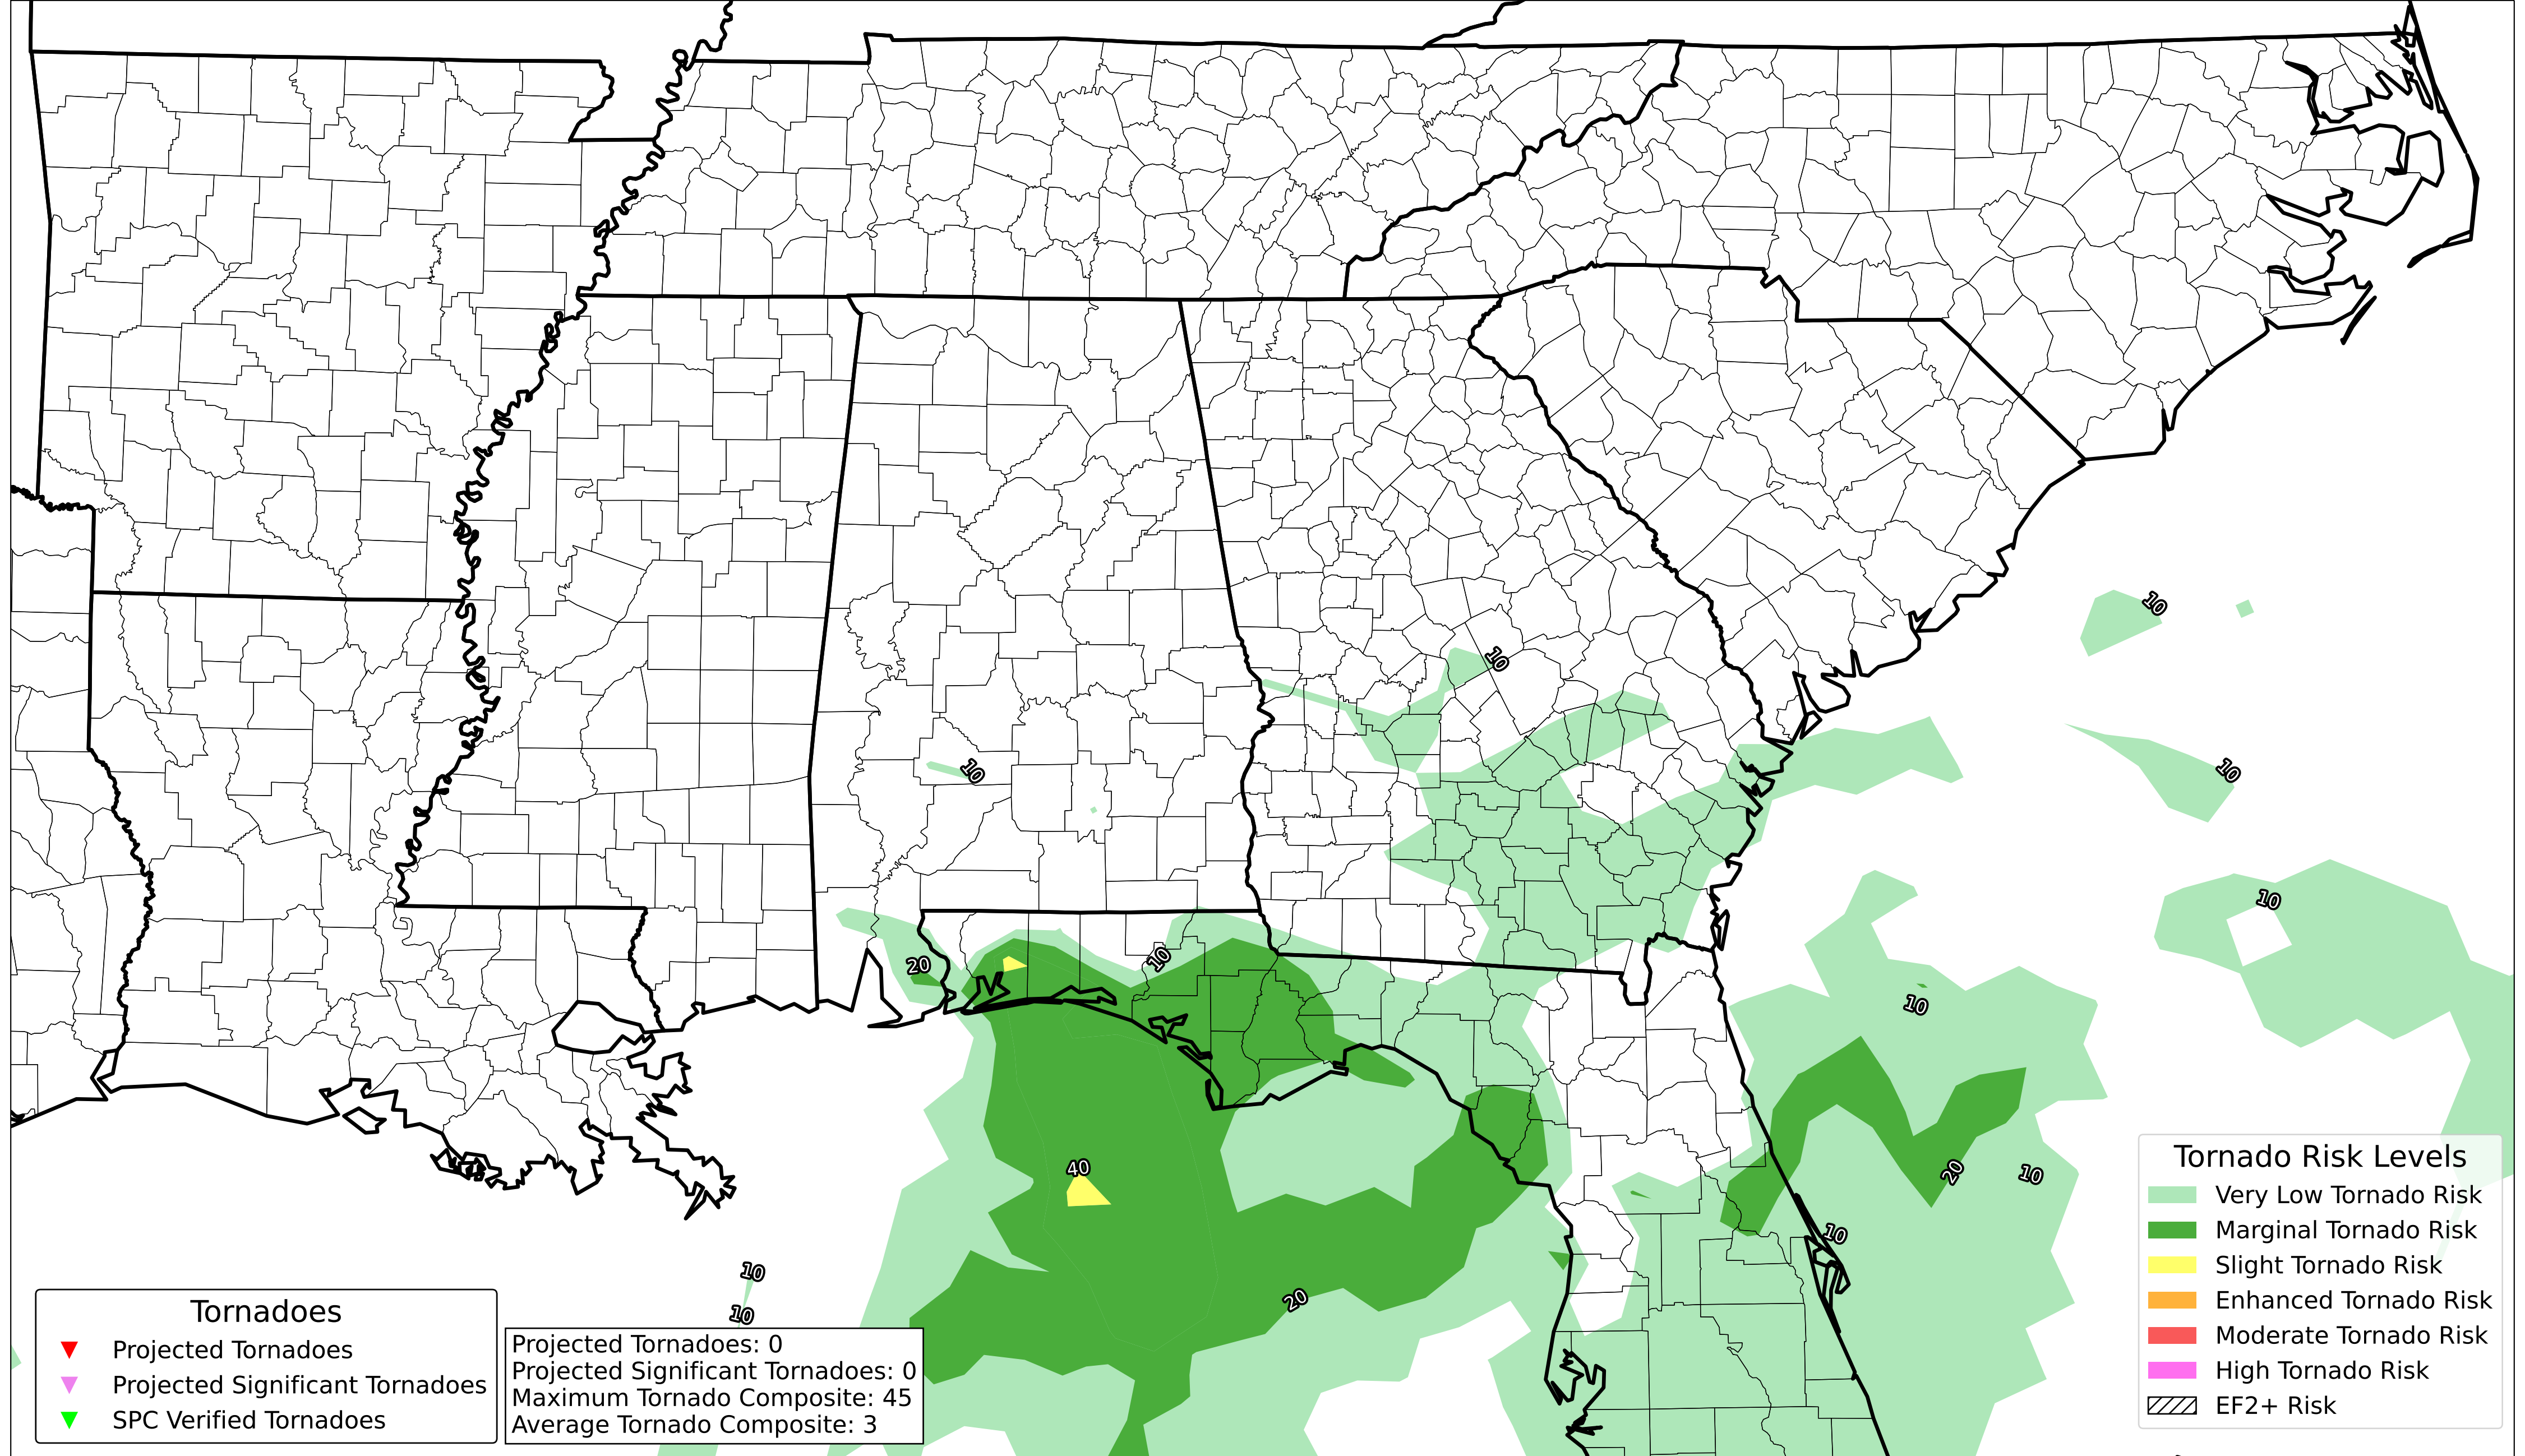 10
10
10
10
10
10
20
10
10
40
20
10
10
10
10
20
Tornado Risk Levels
Very Low Tornado Risk
Marginal Tornado Risk
Slight Tornado Risk
Enhanced Tornado Risk
Moderate Tornado Risk
High Tornado Risk
EF2+ Risk
Tornadoes
Projected Tornadoes
Projected Significant Tornadoes
SPC Verified Tornadoes
Projected Tornadoes: 0
Projected Significant Tornadoes: 0
Maximum Tornado Composite: 45
Average Tornado Composite: 3